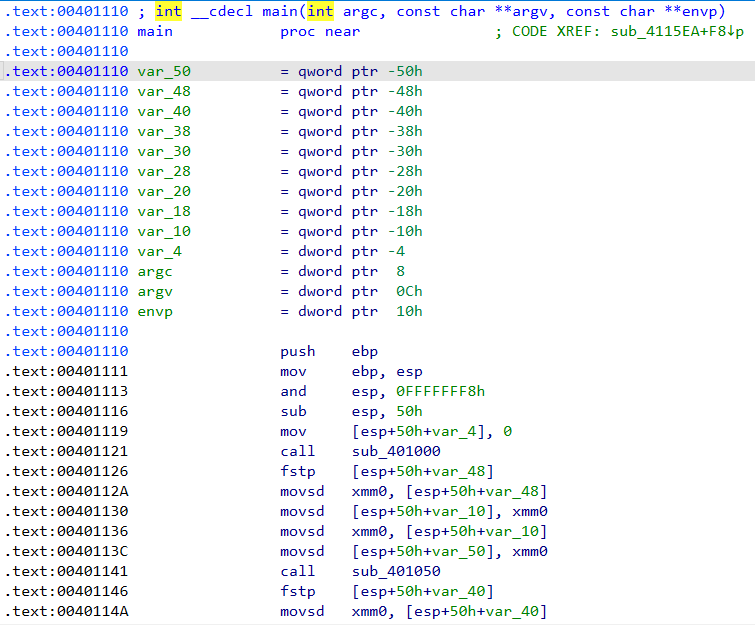 .text:00401110 ; int __cdecl main(int argc, const char **argv, const char **envp)
.text:00401110 main proc near ; CODE XREF: sub_4115EA+F8↓p
.text:00401110
.text:00401110 var_50 = qword ptr -50h
.text:00401110 var_48 = qword ptr -48h
.text:00401110 var_40 = qword ptr -40h
.text:00401110 var_38 = qword ptr -38h
.text:00401110 var_30 = qword ptr -30h
.text:00401110 var_28 = qword ptr -28h
.text:00401110 var_20 = qword ptr -20h
.text:00401110 var_18 = qword ptr -18h
.text:00401110 var_10 = qword ptr -10h
.text:00401110 var_4 = dword ptr -4
.text:00401110 argc = dword ptr 8
.text:00401110 argv = dword ptr 0Ch
.text:00401110 envp = dword ptr 10h
.text:00401110
.text:00401110 push ebp
.text:00401111 mov ebp, esp
.text:00401113 and esp, 0FFFFFFF8h
.text:00401116 sub esp, 50h
.text:00401119 mov [esp+50h+var_4], 0
.text:00401121 call sub_401000
.text:00401126 fstp [esp+50h+var_48]
.text:0040112A movsd xmm0, [esp+50h+var_48]
.text:00401130 movsd [esp+50h+var_10], xmm0
.text:00401136 movsd xmm0, [esp+50h+var_10]
.text:0040113C movsd [esp+50h+var_50], xmm0
.text:00401141 call sub_401050
.text:00401146 fstp [esp+50h+var_40]
.text:0040114A movsd xmm0, [esp+50h+var_40]